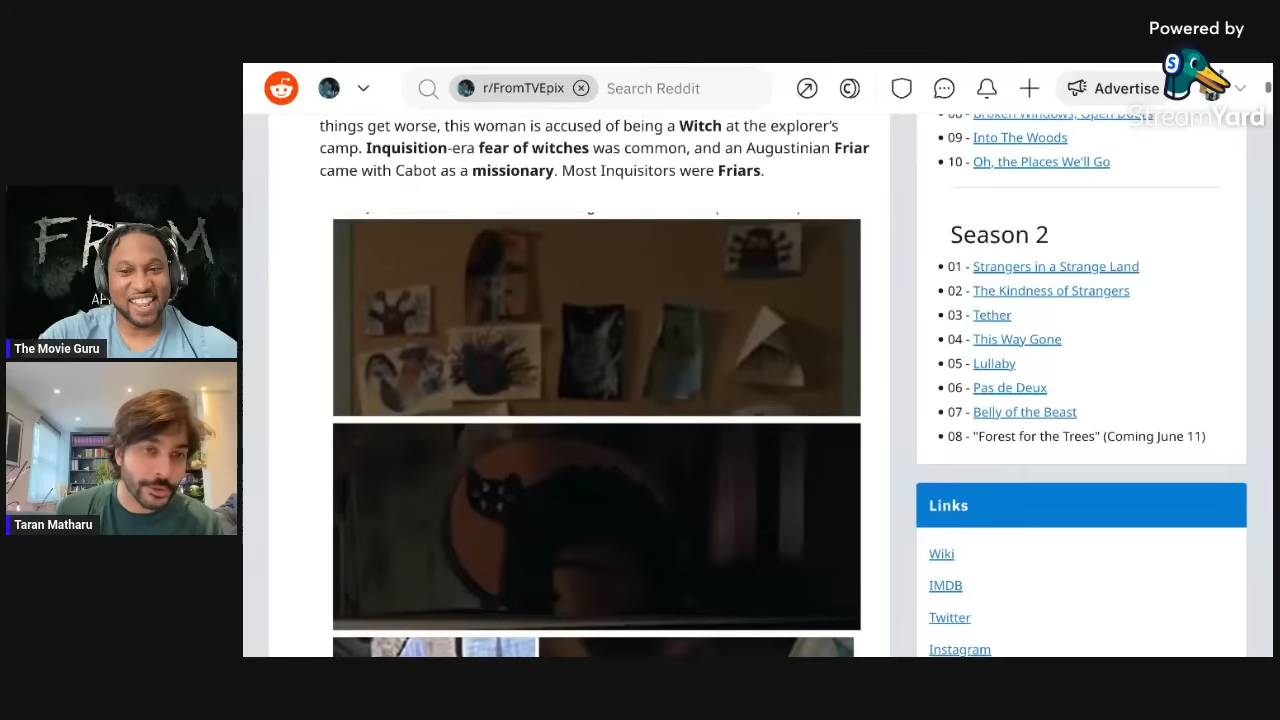 Powered by
StreamYard
r/FromTVEpix
Search Reddit
Advertise
things get worse, this woman is accused of being a Witch at the explorer's
camp. Inquisition-era fear of witches was common, and an Augustinian Friar
came with Cabot as a missionary. Most Inquisitors were Friars.
09 - Into The Woods
10 - Oh, the Places We'll Go
Season 2
01 - Strangers in a Strange Land
02 - The Kindness of Strangers
03 - Tether
04 - This Way Gone
05 - Lullaby
06 - Pas de Deux
07 - Belly of the Beast
08 - "Forest for the Trees" (Coming June 11)
Links
Wiki
IMDB
Twitter
Instagram
FROM
The Movie Guru
Taran Matharu